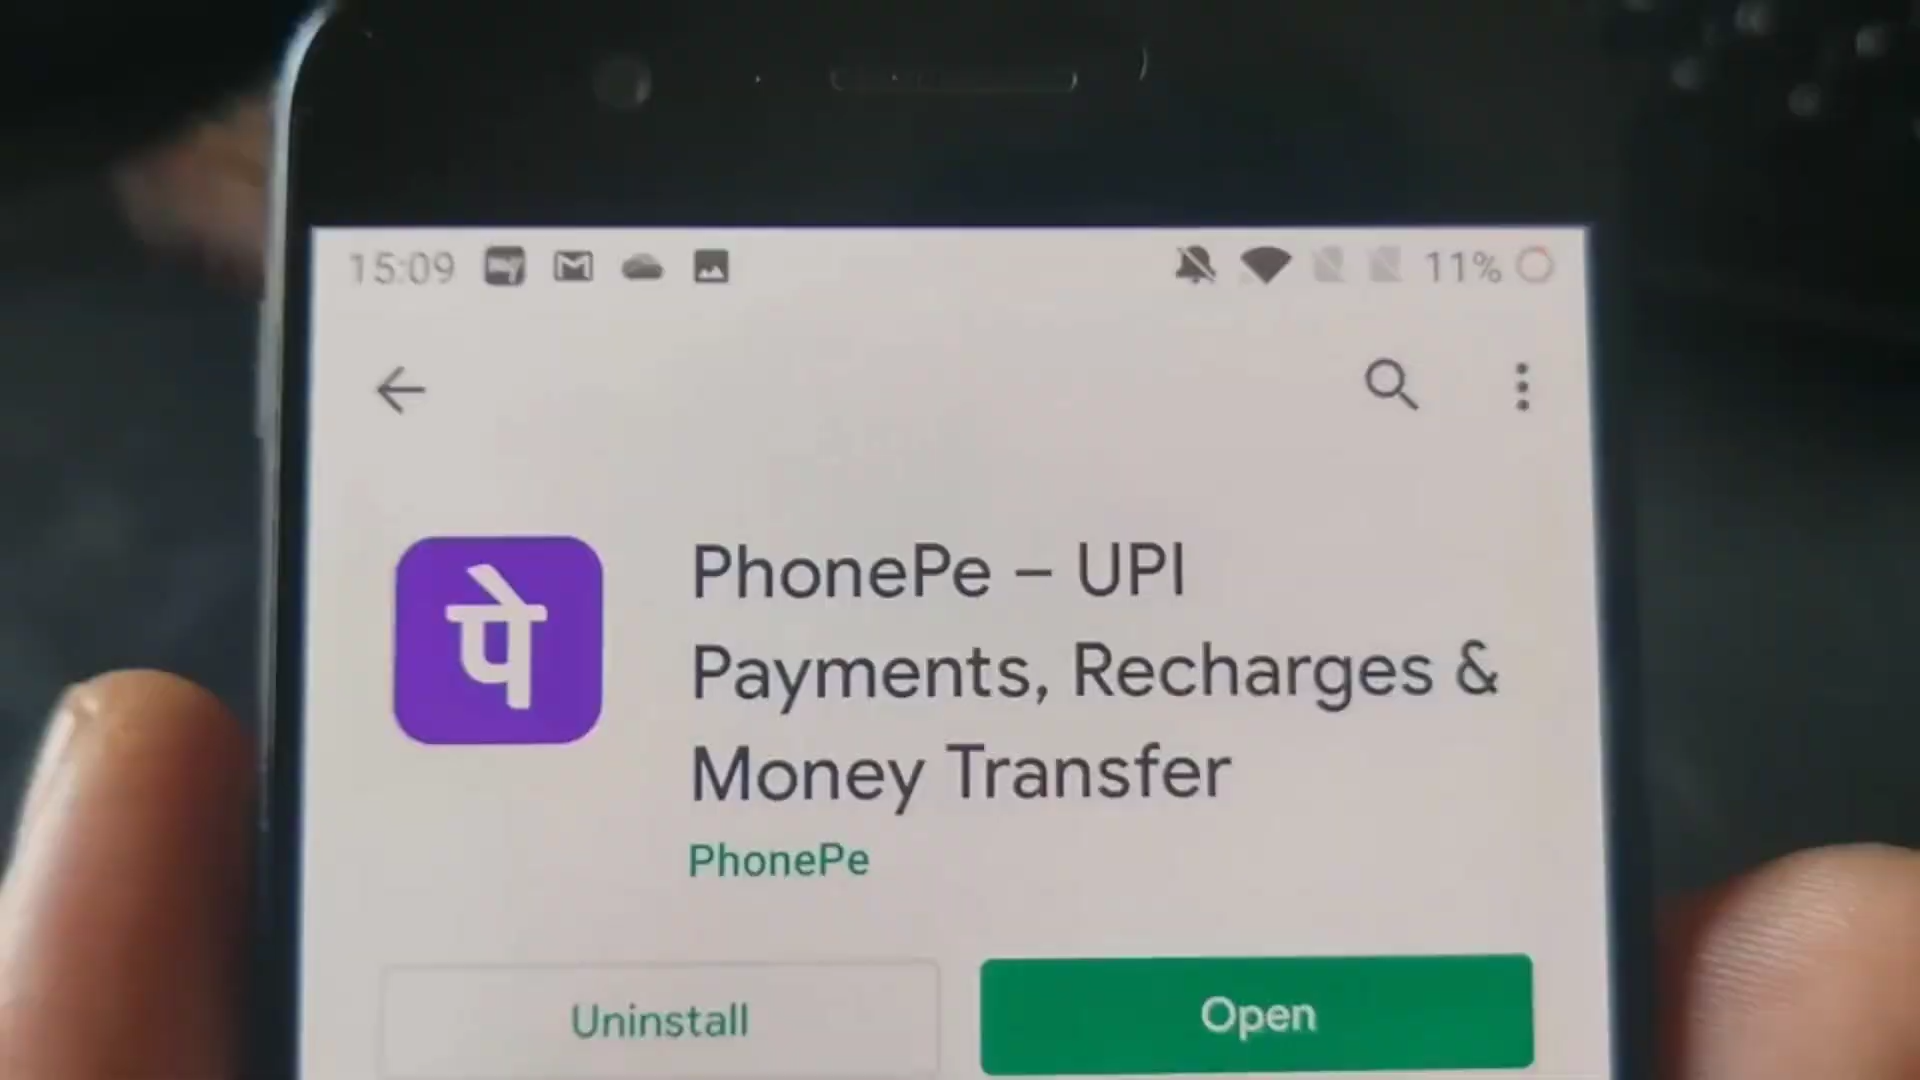 15:09
11%
पे
PhonePe – UPI
Payments, Recharges &
Money Transfer
PhonePe
Uninstall
Open